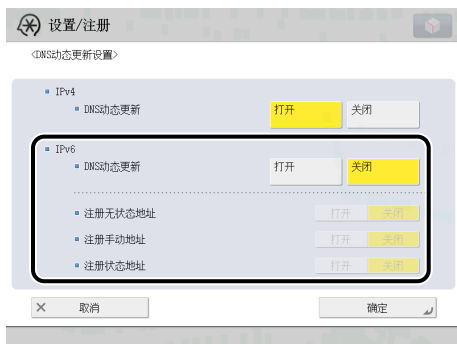 设置/注册
<DNS动态更新设置>
IPv4
DNS动态更新 打开 关闭
IPv6
DNS动态更新 打开 关闭
注册无状态地址 打开 关闭
注册手动地址 打开 关闭
注册状态地址 打开 关闭
× 取消 确定